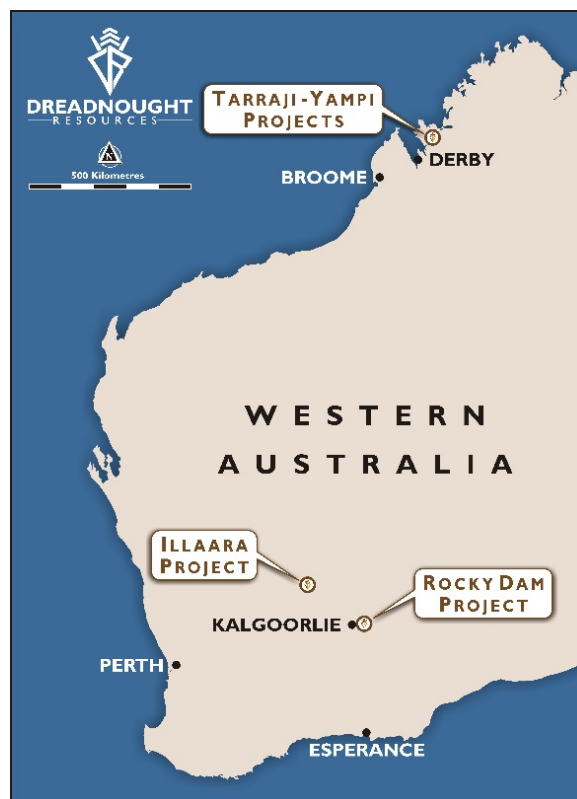 DREADNOUGHT
RESOURCES
N
500 Kilometres
TARRAJI-YAMPI
PROJECTS
DERBY
BROOME
WESTERN
AUSTRALIA
ILLAARA
PROJECT
ROCKY DAM
PROJECT
KALGOORLIE
PERTH
ESPERANCE